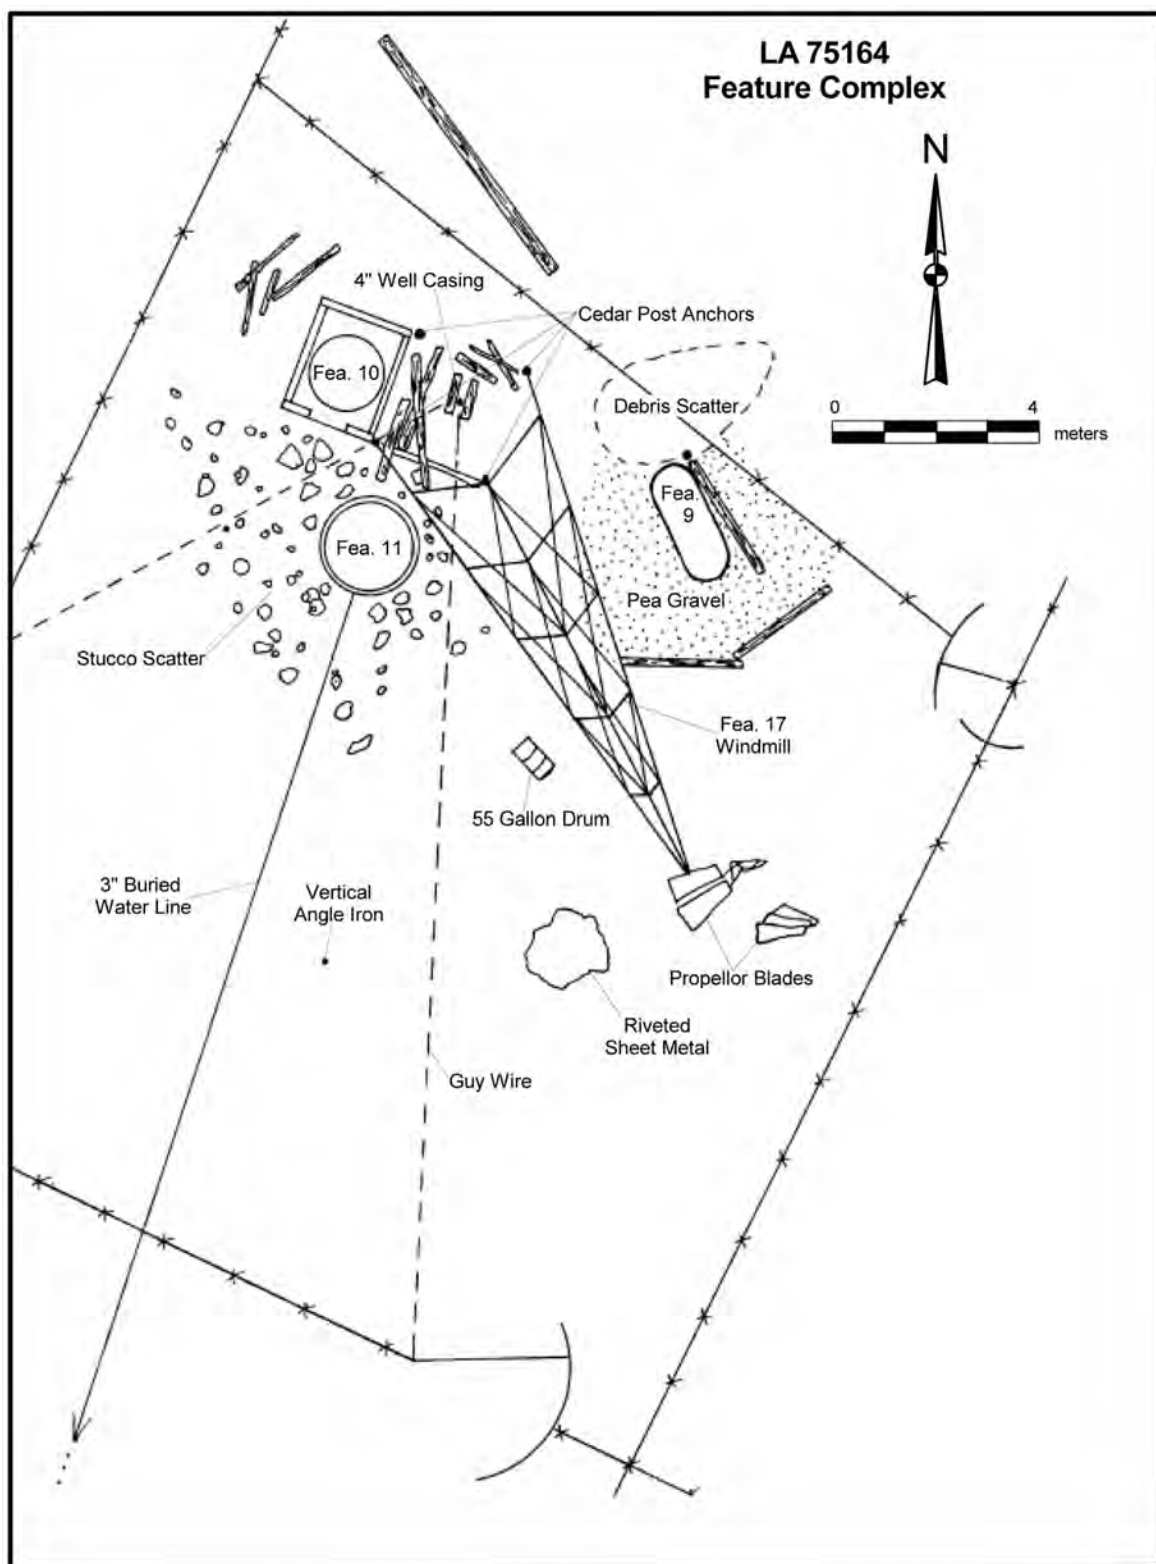 LA 75164
Feature Complex
N
4" Well Casing
Cedar Post Anchors
Fea. 10
Debris Scatter
0 4
meters
Fea.
9
Fea. 11
Pea Gravel
Stucco Scatter
Fea. 17
Windmill
55 Gallon Drum
3" Buried
Water Line
Vertical
Angle Iron
Propellor Blades
Riveted
Sheet Metal
Guy Wire